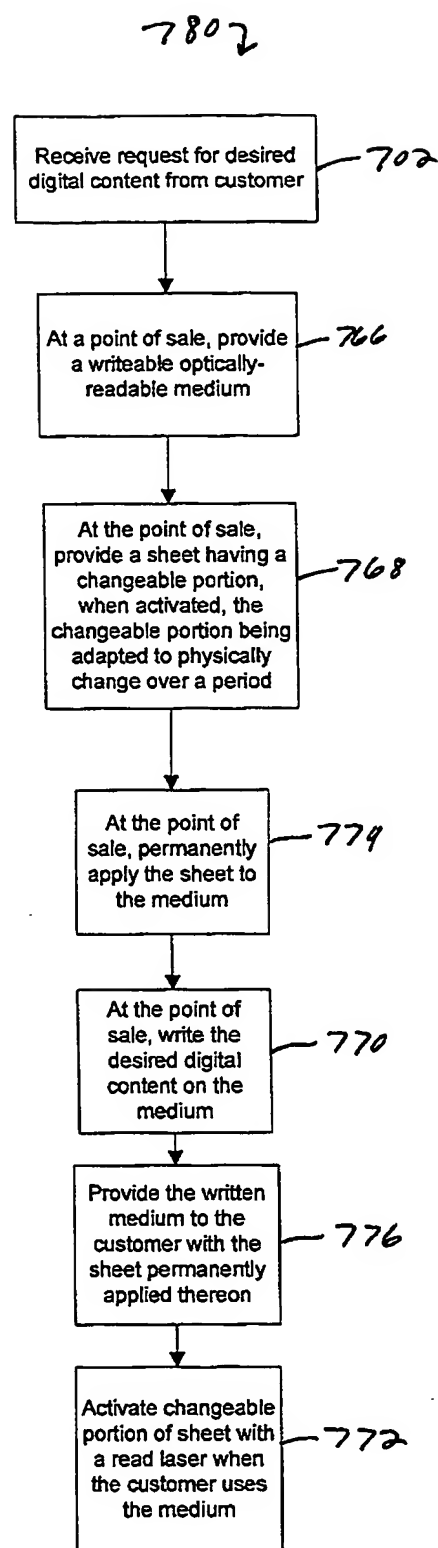 780
Receive request for desired
digital content from customer
702
At a point of sale, provide
a writeable optically-
readable medium
766
At the point of sale,
provide a sheet having a
changeable portion,
when activated, the
changeable portion being
adapted to physically
change over a period
768
At the point of
sale, permanently
apply the sheet to
the medium
774
At the point of
sale, write the
desired digital
content on the
medium
770
Provide the written
medium to the
customer with the
sheet permanently
applied thereon
776
Activate changeable
portion of sheet with
a read laser when
the customer uses
the medium
772